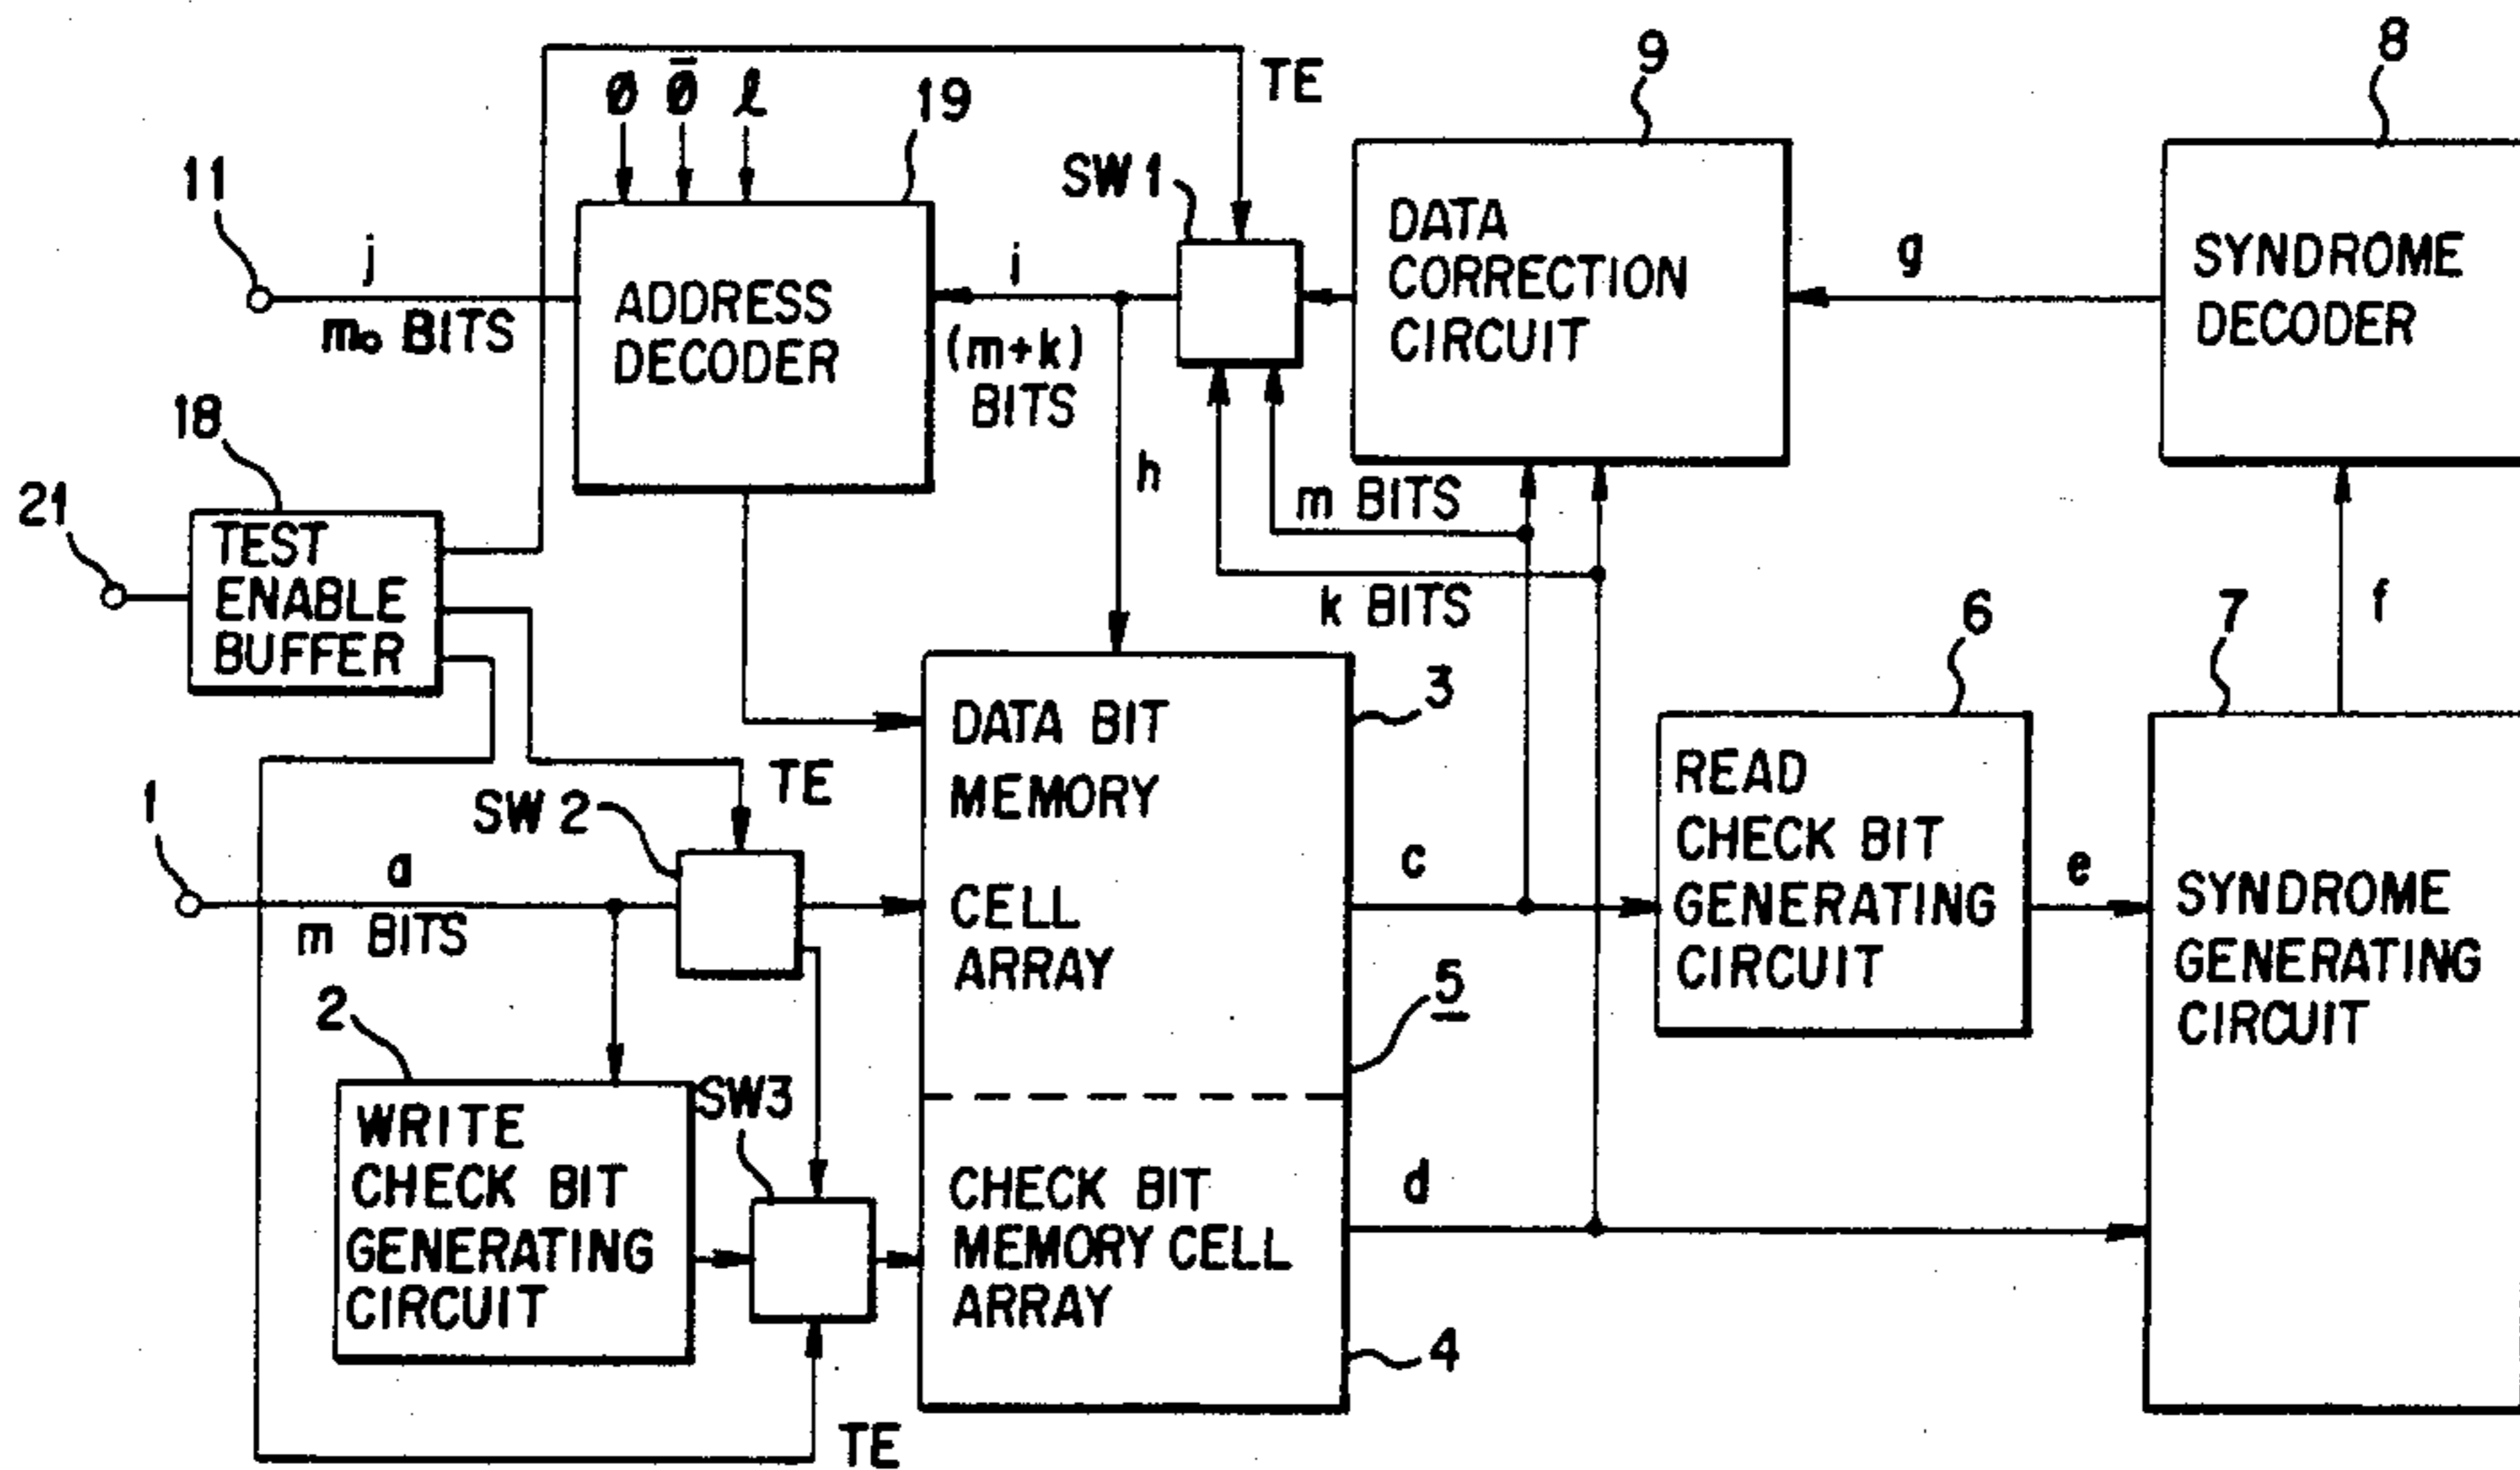 TE
9
8
Ø Ø̅ ℓ
19
11
SW 1
j
m₀ BITS
ADDRESS
DECODER
i
(m+k)
BITS
DATA
CORRECTION
CIRCUIT
g
SYNDROME
DECODER
18
21
TEST
ENABLE
BUFFER
h
m BITS
k BITS
f
3
6
7
DATA BIT
MEMORY
CELL
ARRAY
1
SW 2
TE
a
m BITS
c
READ
CHECK BIT
GENERATING
CIRCUIT
e
SYNDROME
GENERATING
CIRCUIT
5
2
SW3
WRITE
CHECK BIT
GENERATING
CIRCUIT
CHECK BIT
MEMORY CELL
ARRAY
d
4
TE